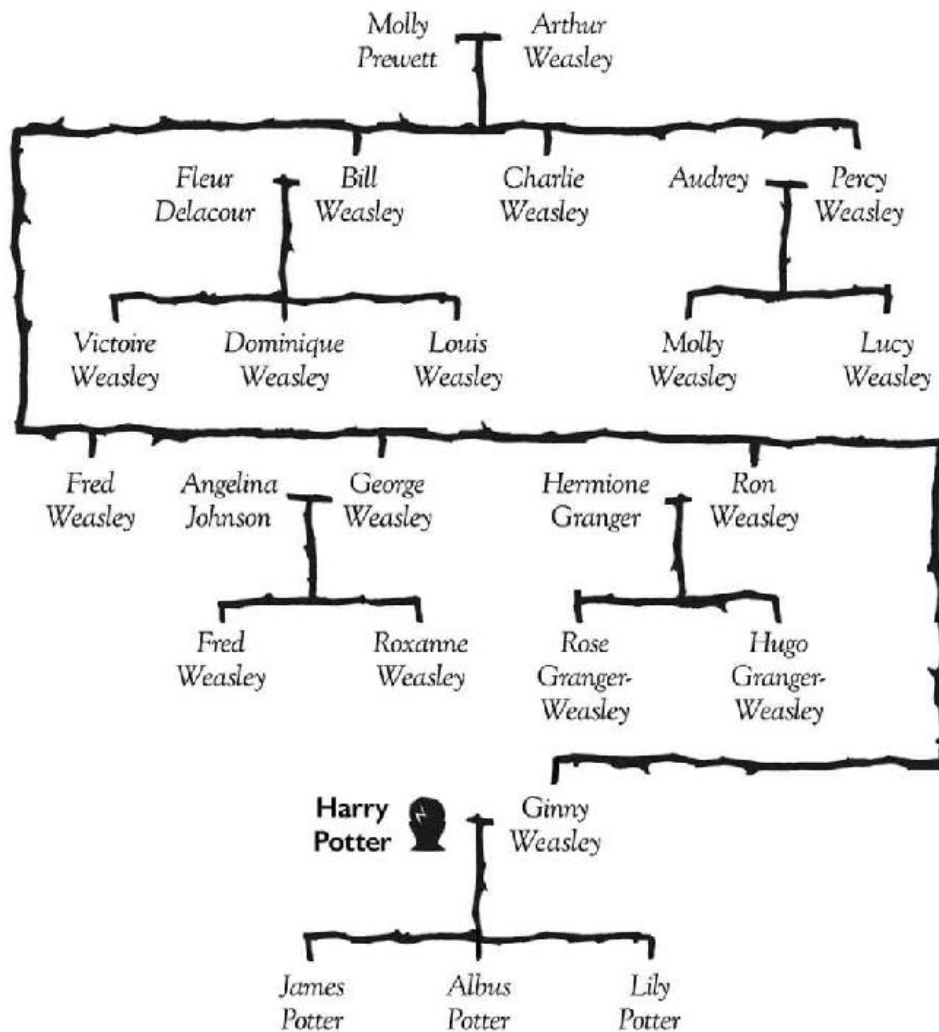 Molly Arthur
Prewett Weasley
Fleur Bill Charlie Audrey Percy
Delacour Weasley Weasley Weasley
Victoire Dominique Louis Molly Lucy
Weasley Weasley Weasley Weasley Weasley
Fred Angelina George Hermione Ron
Weasley Johnson Weasley Granger Weasley
Fred Roxanne Rose Hugo
Weasley Weasley Granger- Granger-
Weasley Weasley
Harry Ginny
Potter Weasley
James Albus Lily
Potter Potter Potter